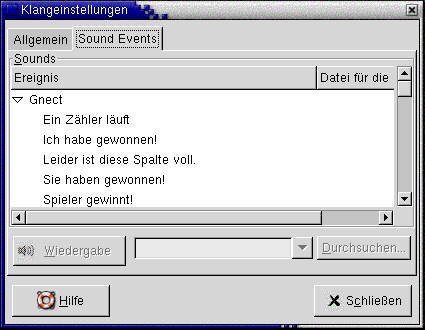 Klangeinstellungen
Allgemein Sound Events
Sounds
Ereignis Datei für die
Gnect
Ein Zähler läuft
Ich habe gewonnen!
Leider ist diese Spalte voll.
Sie haben gewonnen!
Spieler gewinnt!
Wiedergabe Durchsuchen...
Hilfe Schließen